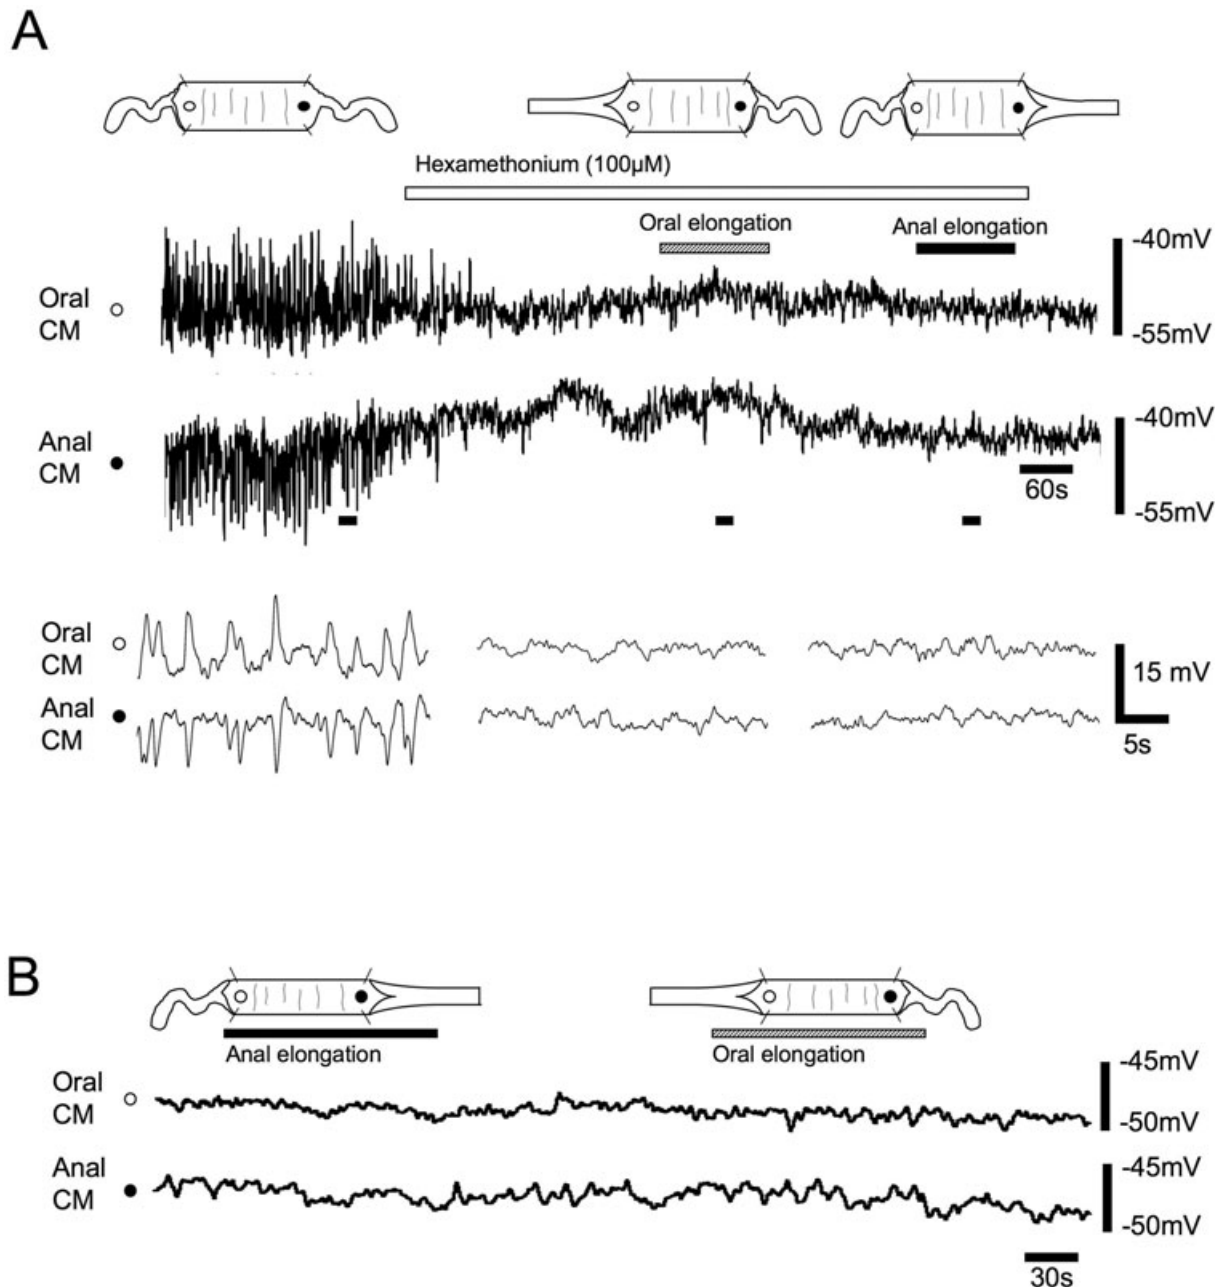 A
Hexamethonium (100µM)
Oral elongation
Anal elongation
-40mV
Oral
CM
-55mV
-40mV
Anal
CM
60s
-55mV
Oral
CM
15 mV
Anal
CM
5s
B
Anal elongation
Oral elongation
-45mV
Oral
CM
-50mV
-45mV
Anal
CM
-50mV
30s